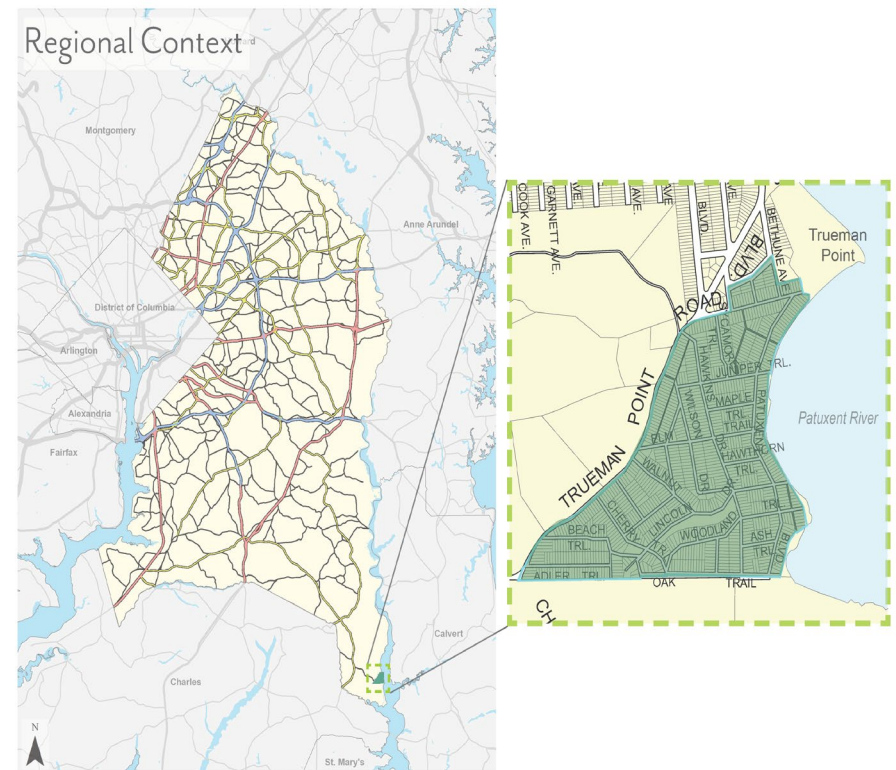 Regional Context
Montgomery
Anne Arundel
District of Columbia
Arlington
Alexandria
Fairfax
Calvert
Charles
St. Mary's
N
COOK AVE.
GARNETT AVE.
AVE.
AVE
BLVD.
VE.
BLVD.
BETHUNE AVE
Trueman
Point
ROAD
HAWKINS
JUNIPER TRL.
WILSON
DR
MAPLE
TRL
TRAIL
PATUXENT
BLVD
Patuxent River
TRUEMAN POINT
ELM
HAWTHORN
TRL
DR
WALNUT
CHERRY
LINCOLN
WOODLAND
TRL
BEACH
TRL.
TR
ASH
TRL
ADLER TRL
OAK TRAIL
CH